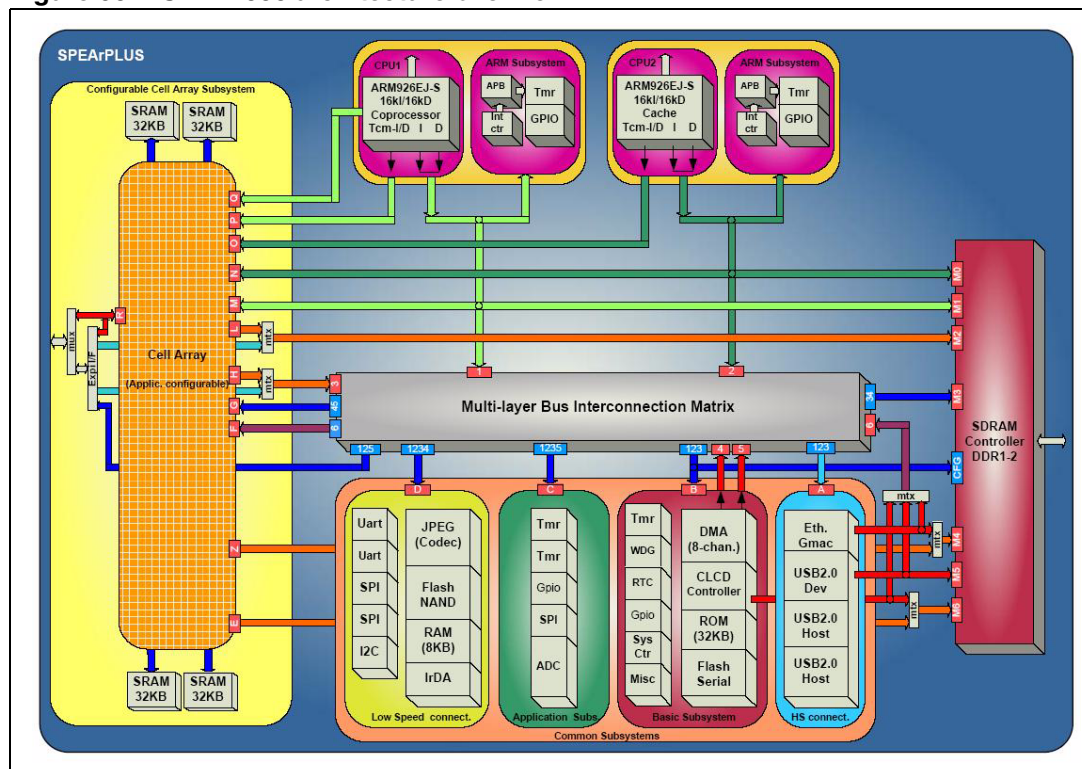 SPEArPLUS
Configurable Cell Array Subsystem
SRAM
32KB
SRAM
32KB
CPU1
ARM926EJ-S
16kI/16kD
Coprocessor
Tcm-I/D I D
ARM Subsystem
APB
Tmr
Int
ctr
GPIO
CPU2
ARM926EJ-S
16kI/16kD
Cache
Tcm-I/D I D
ARM Subsystem
APB
Tmr
Int
ctr
GPIO
Q
P
O
N
M
L
H
G
F
Z
E
R
mux
Expi I/F
mtx
mtx
Cell Array
(Applic. configurable)
1
2
3
45
6
34
6
Multi-layer Bus Interconnection Matrix
125
1234
1235
123
4
5
123
M0
M1
M2
M3
CFG
M4
M5
M6
SDRAM
Controller
DDR1-2
mtx
mtx
mtx
D
C
B
A
Uart
Uart
SPI
SPI
I2C
JPEG
(Codec)
Flash
NAND
RAM
(8KB)
IrDA
Low Speed connect.
Tmr
Tmr
Gpio
SPI
ADC
Application Subs.
Tmr
WDG
RTC
Gpio
Sys
Ctr
Misc
DMA
(8-chan.)
CLCD
Controller
ROM
(32KB)
Flash
Serial
Basic Subsystem
Eth.
Gmac
USB2.0
Dev
USB2.0
Host
USB2.0
Host
HS connect.
Common Subsystems
SRAM
32KB
SRAM
32KB